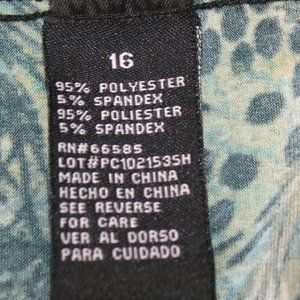 16
95% POLYESTER
5% SPANDEX
95% POLIESTER
5% SPANDEX
RN#66585
LOT#PC102153SH
MADE IN CHINA
HECHO EN CHINA
SEE REVERSE
FOR CARE
VER AL DORSO
PARA CUIDADO